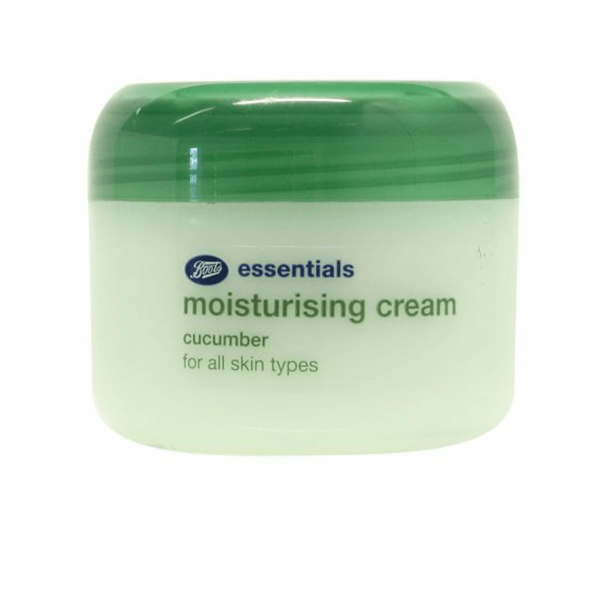 Boots essentials
moisturising cream
cucumber
for all skin types